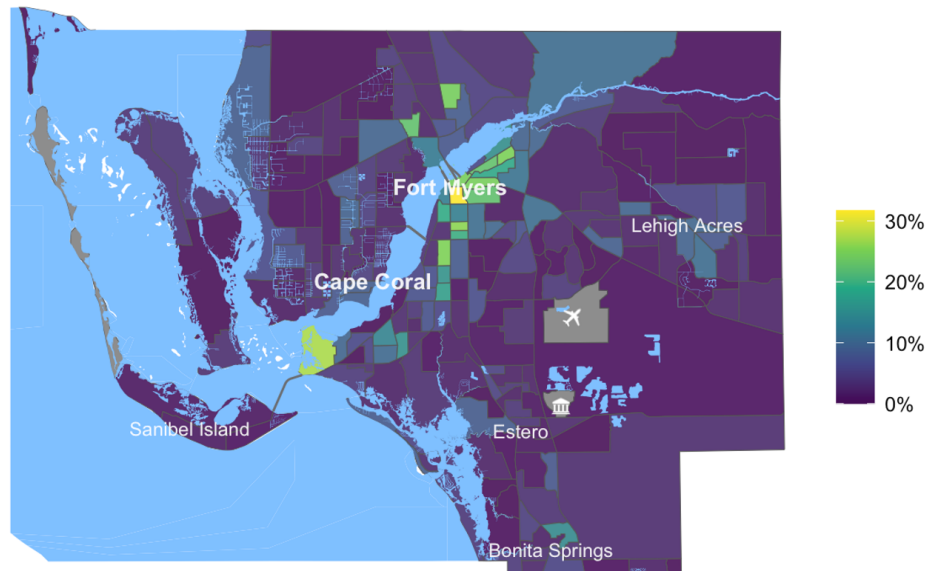 Fort Myers
Lehigh Acres
Cape Coral
Sanibel Island
Estero
Bonita Springs
30%
20%
10%
0%